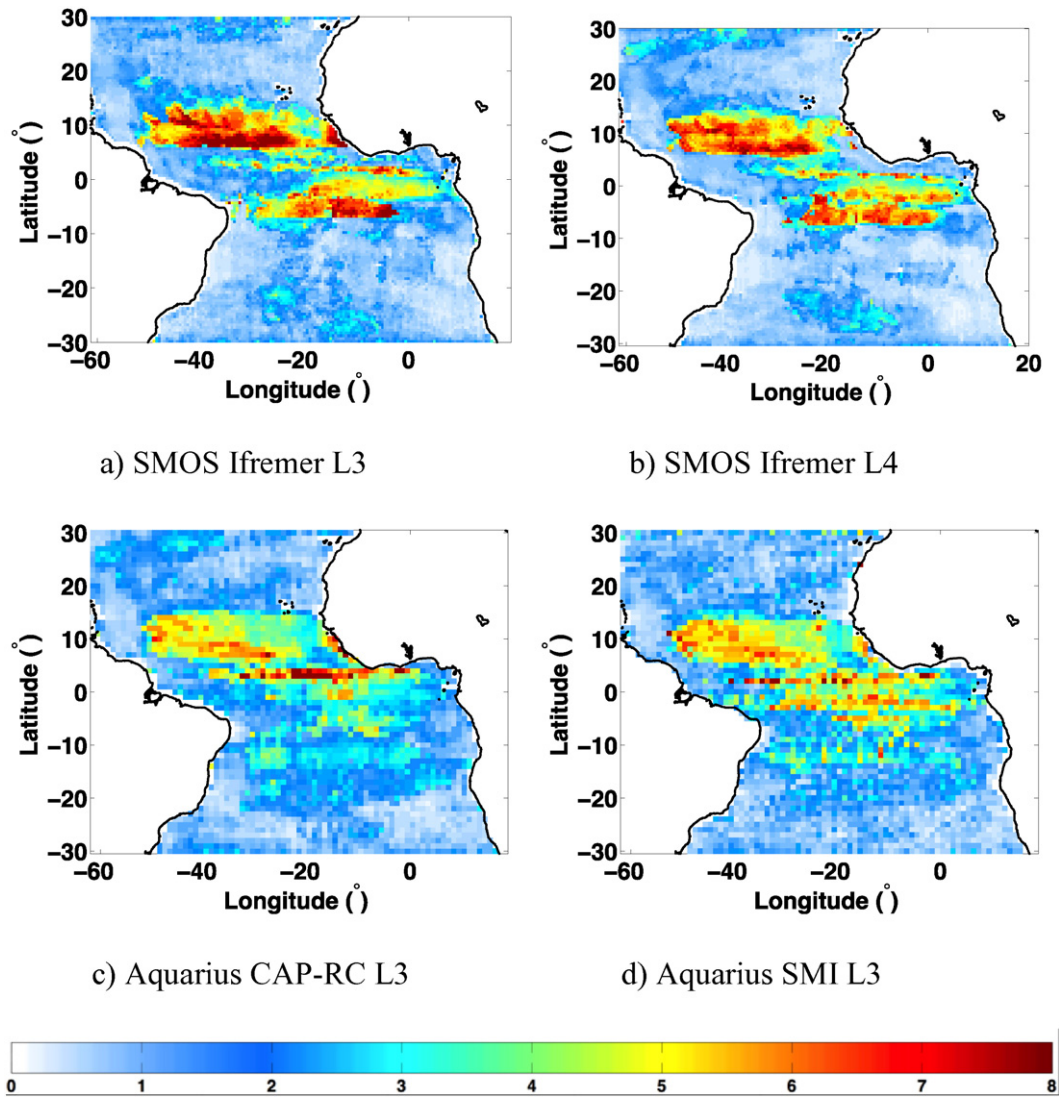 30
20
10
0
−10
−20
−30
Latitude (°)
−60 −40 −20 0
Longitude (°)
a) SMOS Ifremer L3
30
20
10
0
−10
−20
−30
Latitude (°)
−60 −40 −20 0 20
Longitude (°)
b) SMOS Ifremer L4
30
20
10
0
−10
−20
−30
Latitude (°)
−60 −40 −20 0
Longitude (°)
c) Aquarius CAP-RC L3
30
20
10
0
−10
−20
−30
Latitude (°)
−60 −40 −20 0
Longitude (°)
d) Aquarius SMI L3
0 1 2 3 4 5 6 7 8